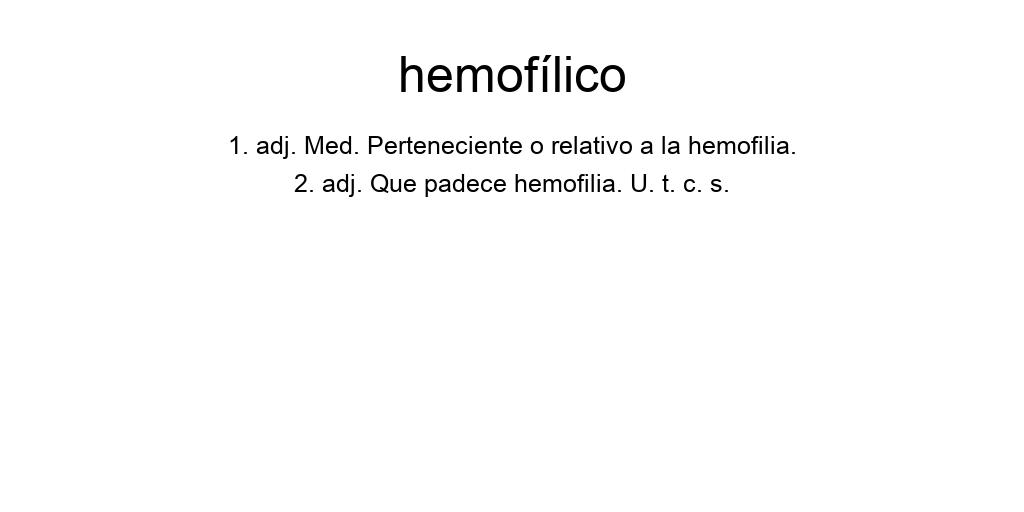 hemofílico
1. adj. Med. Perteneciente o relativo a la hemofilia.
2. adj. Que padece hemofilia. U. t. c. s.